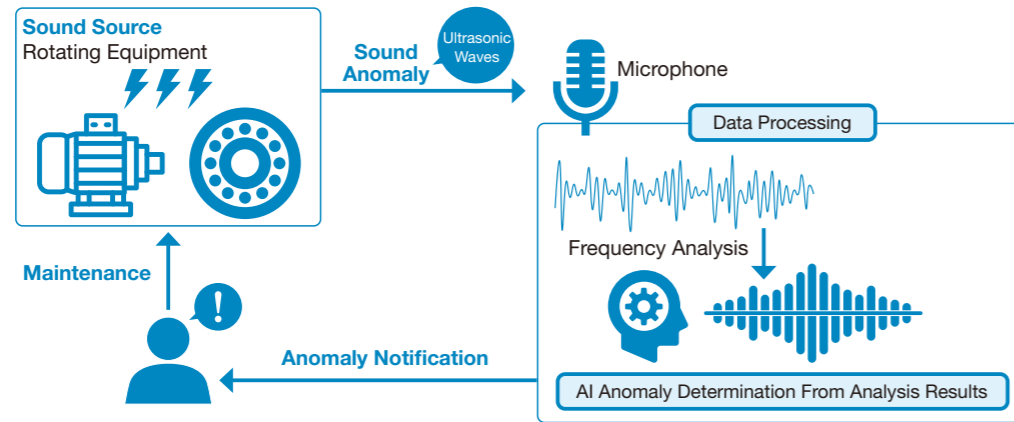 Sound Source
Rotating Equipment
Sound
Anomaly
Ultrasonic
Waves
Microphone
Data Processing
Frequency Analysis
Maintenance
!
Anomaly Notification
AI Anomaly Determination From Analysis Results